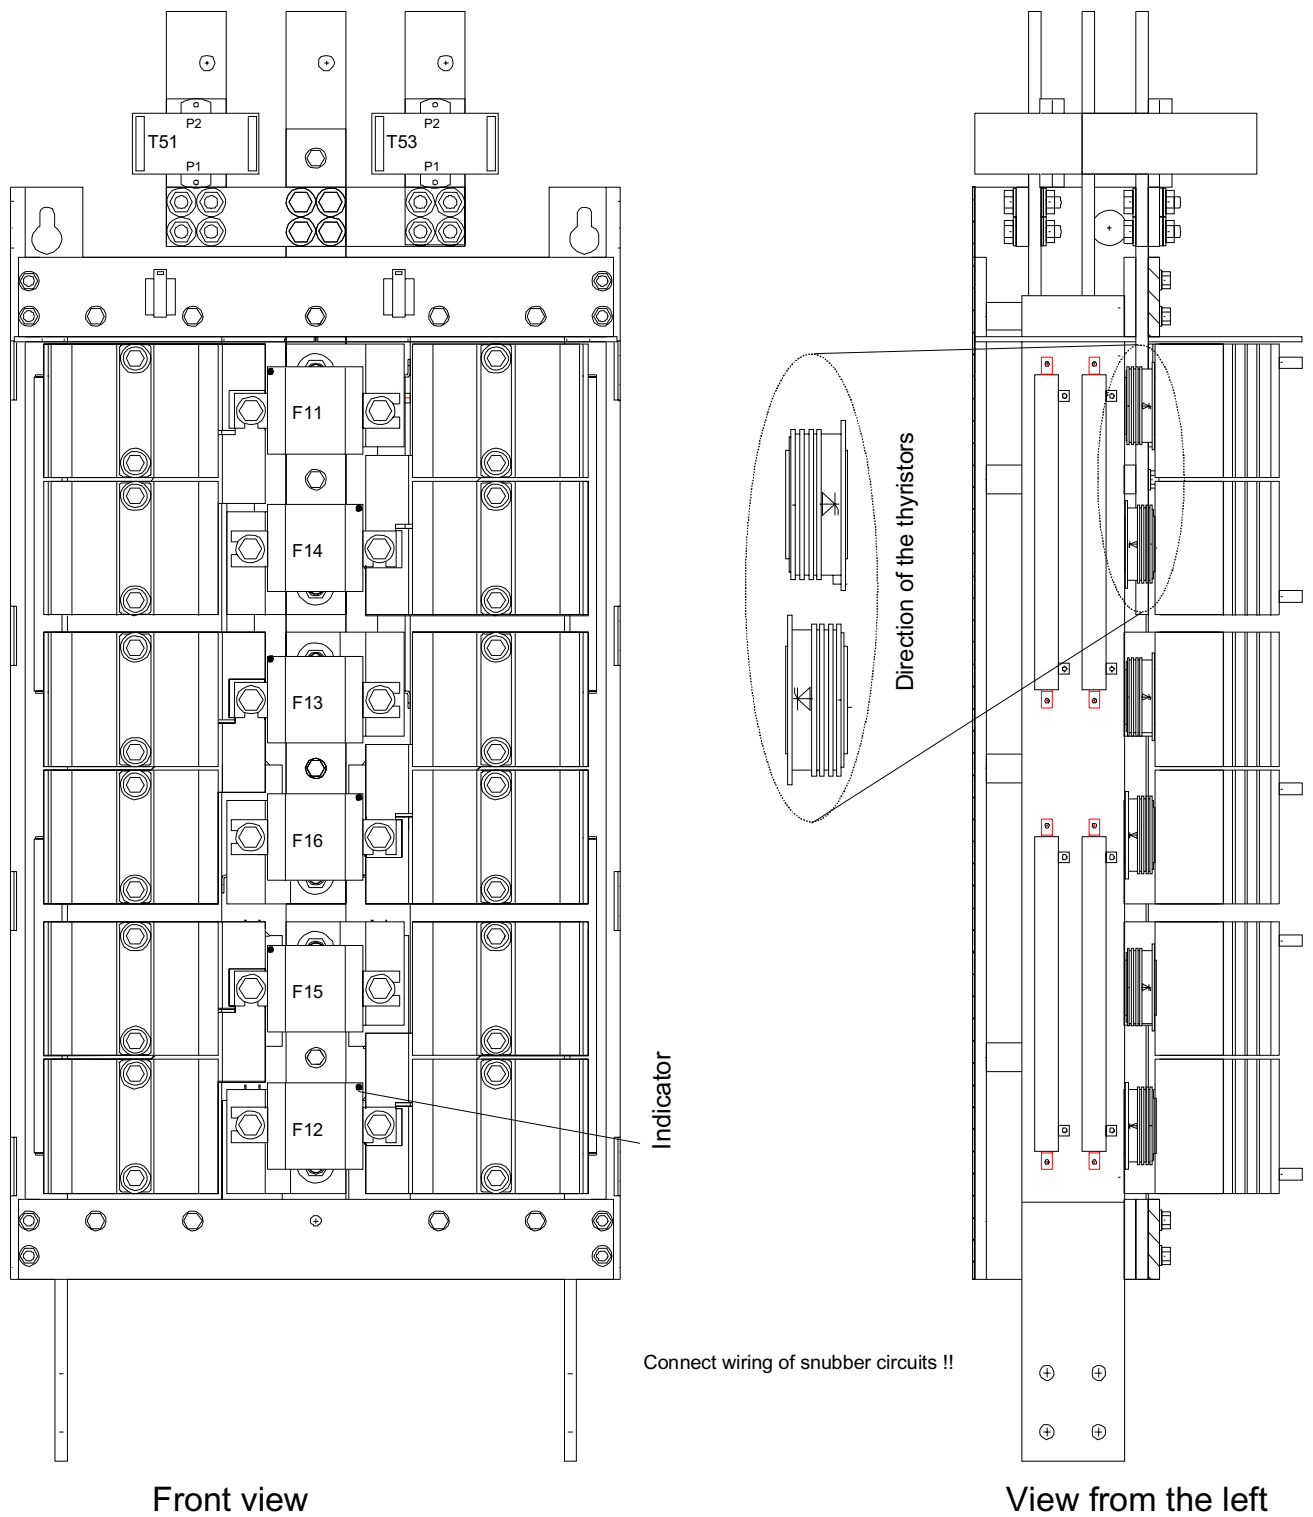 P2
T51
P1
P2
T53
P1
F11
F14
F13
F16
F15
F12
Indicator
Direction of the thyristors
Connect wiring of snubber circuits !!
Front view
View from the left